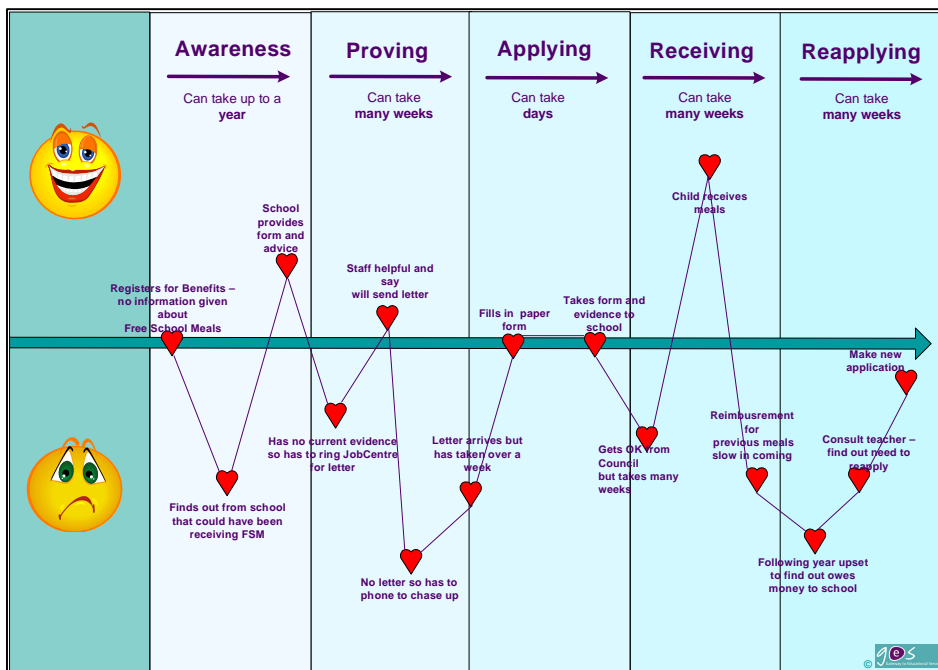 Awareness
Can take up to a
year
Proving
Can take
many weeks
Applying
Can take
days
Receiving
Can take
many weeks
Reapplying
Can take
many weeks
Registers for Benefits –
no information given
about
Free School Meals
Finds out from school
that could have been
receiving FSM
School
provides
form and
advice
Has no current evidence
so has to ring JobCentre
for letter
Staff helpful and
say
will send letter
No letter so has to
phone to chase up
Letter arrives but
has taken over a
week
Fills in paper
form
Takes form and
evidence to
school
Gets OK from
Council
but takes many
weeks
Child receives
meals
Reimbusrement
for
previous meals
slow in coming
Following year upset
to find out owes
money to school
Consult teacher –
find out need to
reapply
Make new
application
© ges